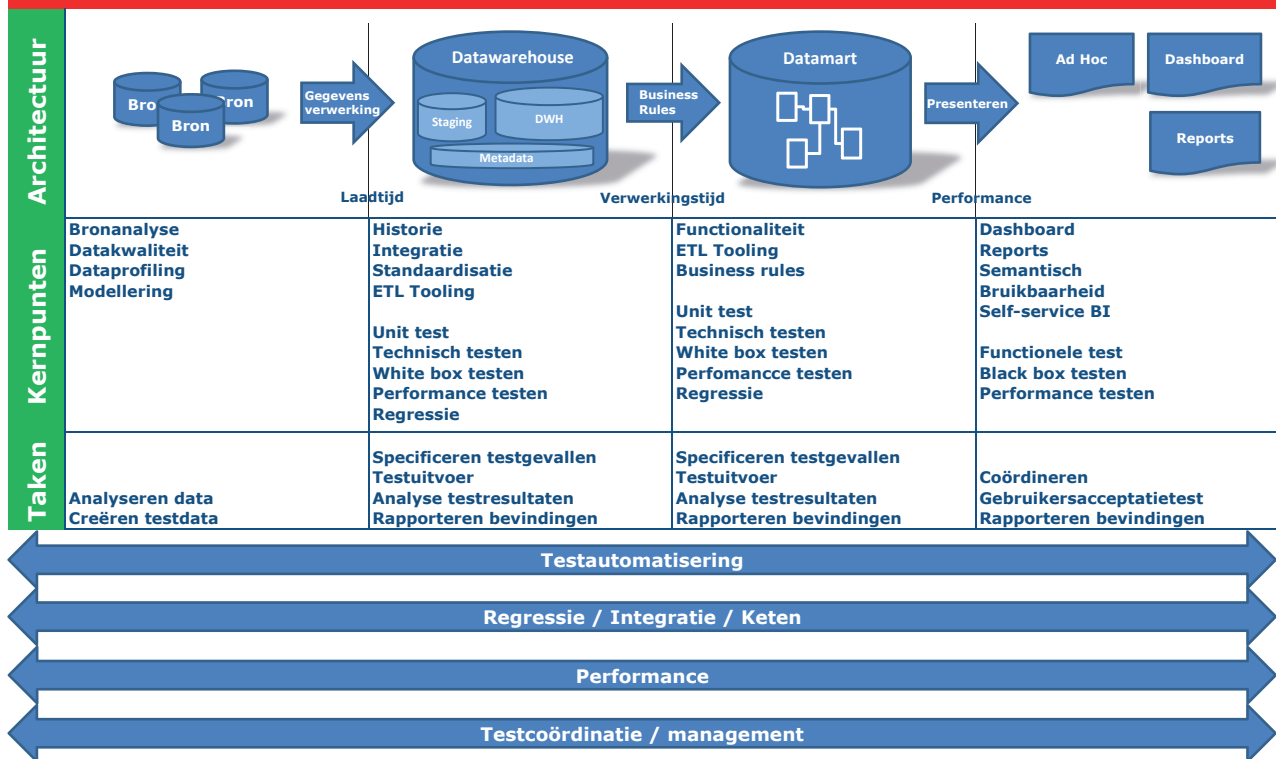 Architectuur
Bron
Bron
Bron
Gegevens
verwerking
Datawarehouse
Staging
DWH
Metadata
Business
Rules
Datamart
Presenteren
Ad Hoc
Dashboard
Reports
Laadtijd
Verwerkingstijd
Performance
Kernpunten
Bronanalyse
Datakwaliteit
Dataprofiling
Modellering
Historie
Integratie
Standaardisatie
ETL Tooling
Unit test
Technisch testen
White box testen
Performance testen
Regressie
Functionaliteit
ETL Tooling
Business rules
Unit test
Technisch testen
White box testen
Perfomancce testen
Regressie
Dashboard
Reports
Semantisch
Bruikbaarheid
Self-service BI
Functionele test
Black box testen
Performance testen
Taken
Analyseren data
Creëren testdata
Specificeren testgevallen
Testuitvoer
Analyse testresultaten
Rapporteren bevindingen
Specificeren testgevallen
Testuitvoer
Analyse testresultaten
Rapporteren bevindingen
Coördineren
Gebruikersacceptatietest
Rapporteren bevindingen
Testautomatisering
Regressie / Integratie / Keten
Performance
Testcoördinatie / management